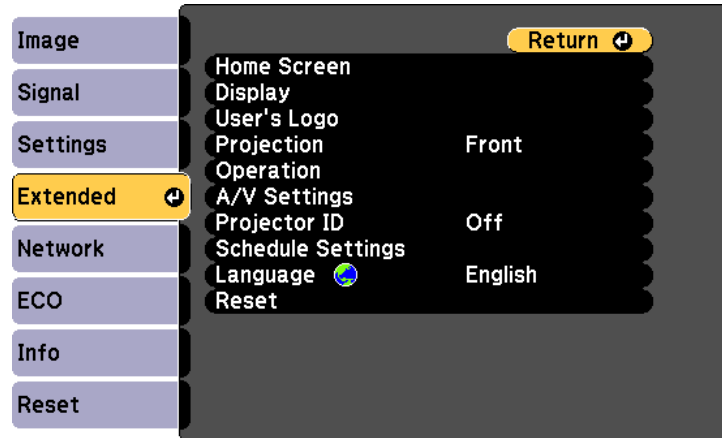 Image
Signal
Settings
Extended
Network
ECO
Info
Reset
Return
Home Screen
Display
User's Logo
Projection Front
Operation
A/V Settings
Projector ID Off
Schedule Settings
Language English
Reset